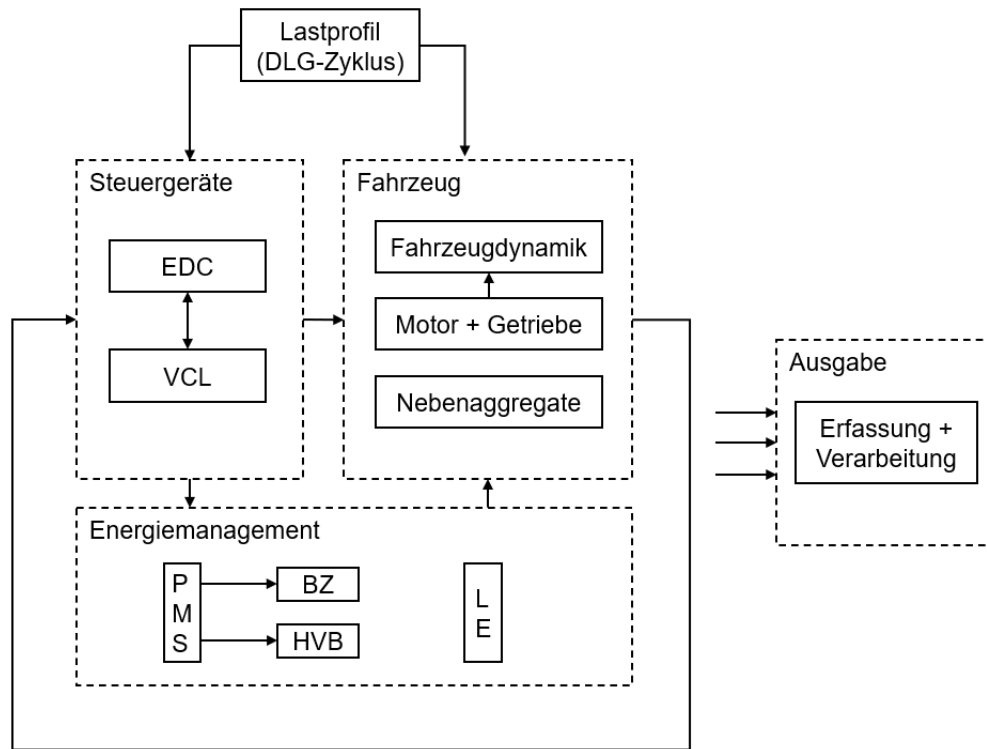 Lastprofil
(DLG-Zyklus)
Steuergeräte
EDC
VCL
Fahrzeug
Fahrzeugdynamik
Motor + Getriebe
Nebenaggregate
Ausgabe
Erfassung +
Verarbeitung
Energiemanagement
P
M
S
BZ
HVB
L
E